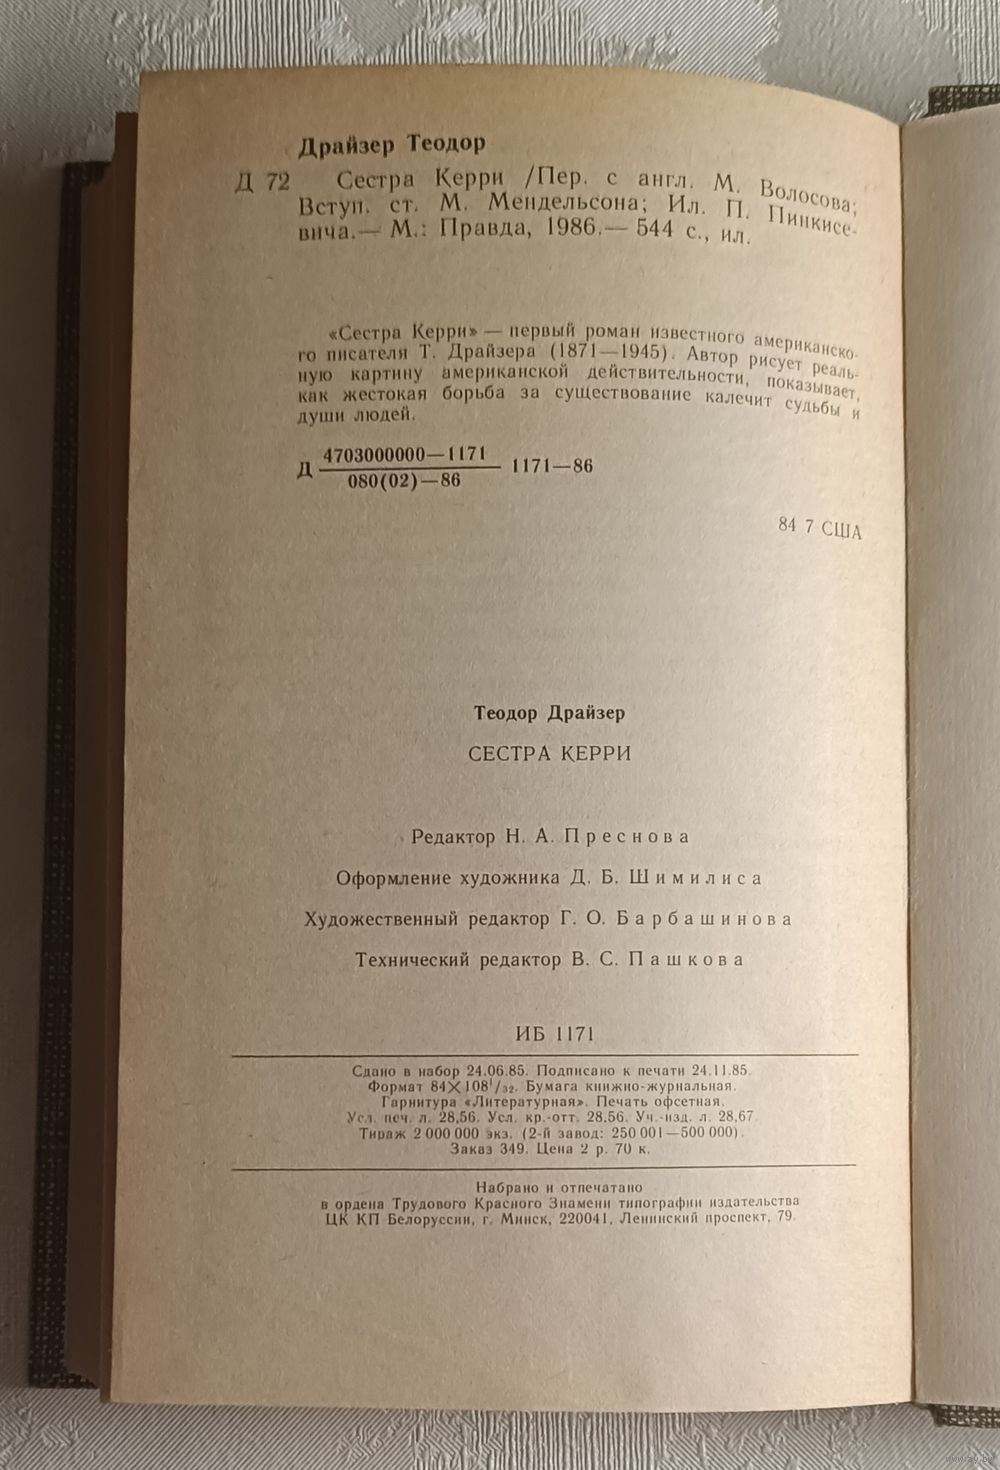 Драйзер Теодор
Д 72 Сестра Керри /Пер. с англ. М. Волосова;
Вступ. ст. М. Мендельсона; Ил. П. Пинкисе-
вича.— М.: Правда, 1986.— 544 с., ил.
«Сестра Керри» — первый роман известного американско-
го писателя Т. Драйзера (1871—1945). Автор рисует реаль-
ную картину американской действительности, показывает,
как жестокая борьба за существование калечит судьбы и
души людей.
4703000000—1171
Д 1171—86
080(02)—86
84 7 США
Теодор Драйзер
СЕСТРА КЕРРИ
Редактор Н. А. Преснова
Оформление художника Д. Б. Шимилиса
Художественный редактор Г. О. Барбашинова
Технический редактор В. С. Пашкова
ИБ 1171
Сдано в набор 24.06.85. Подписано к печати 24.11.85.
Формат 84×108¹/₃₂. Бумага книжно-журнальная.
Гарнитура «Литературная». Печать офсетная.
Усл. печ. л. 28,56. Усл. кр.-отт. 28,56. Уч.-изд. л. 28,67.
Тираж 2 000 000 экз. (2-й завод: 250 001—500 000).
Заказ 349. Цена 2 р. 70 к.
Набрано и отпечатано
в ордена Трудового Красного Знамени типографии издательства
ЦК КП Белоруссии, г. Минск, 220041, Ленинский проспект, 79.